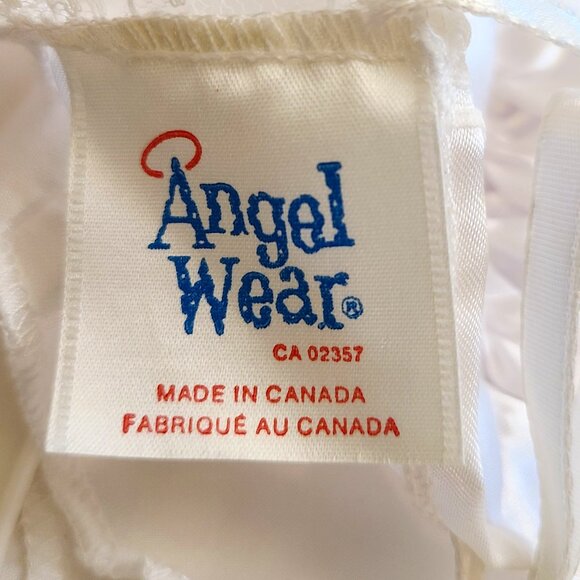 Angel
Wear®
CA 02357
MADE IN CANADA
FABRIQUÉ AU CANADA